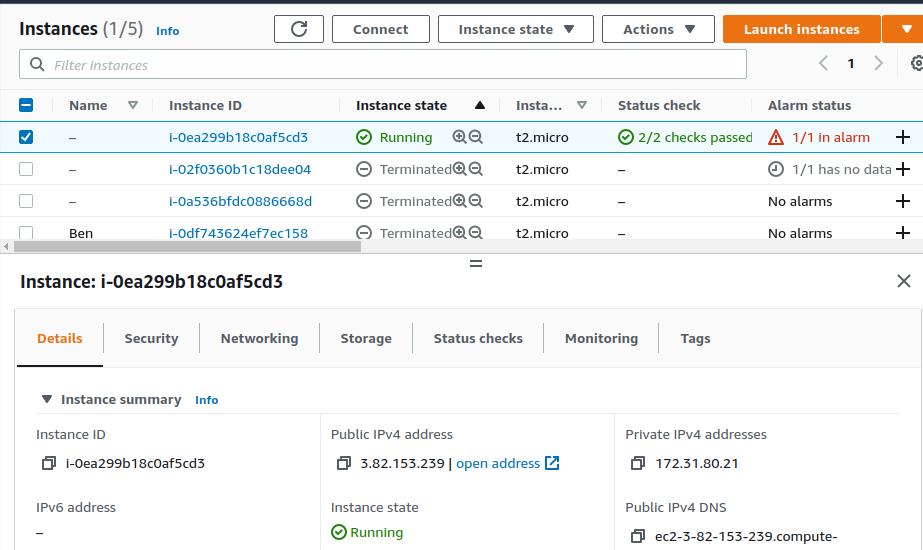 Instances (1/5) Info Connect Instance state Actions Launch instances
Filter Instances 1
Name Instance ID Instance state Insta... Status check Alarm status
– i-0ea299b18c0af5cd3 Running t2.micro 2/2 checks passed 1/1 in alarm +
– i-02f0360b1c18dee04 Terminated t2.micro – 1/1 has no data +
– i-0a536bfdc0886668d Terminated t2.micro – No alarms +
Ben i-0df743624ef7ec158 Terminated t2.micro – No alarms +
Instance: i-0ea299b18c0af5cd3
Details Security Networking Storage Status checks Monitoring Tags
Instance summary Info
Instance ID Public IPv4 address Private IPv4 addresses
i-0ea299b18c0af5cd3 3.82.153.239 | open address 172.31.80.21
IPv6 address Instance state Public IPv4 DNS
– Running ec2-3-82-153-239.compute-